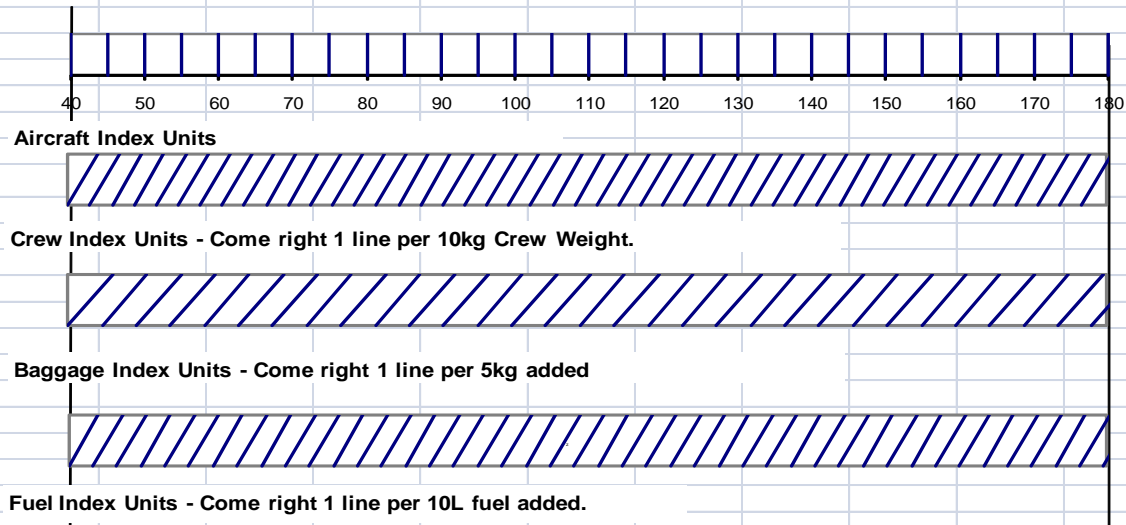 40 50 60 70 80 90 100 110 120 130 140 150 160 170 180
Aircraft Index Units
Crew Index Units - Come right 1 line per 10kg Crew Weight.
Baggage Index Units - Come right 1 line per 5kg added
Fuel Index Units - Come right 1 line per 10L fuel added.